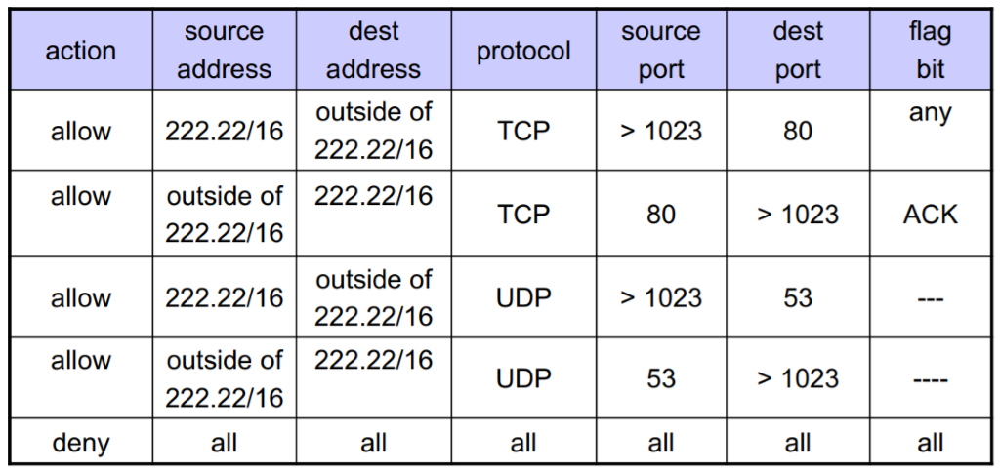 action source address dest address protocol source port dest port flag bit
allow 222.22/16 outside of 222.22/16 TCP > 1023 80 any
allow outside of 222.22/16 222.22/16 TCP 80 > 1023 ACK
allow 222.22/16 outside of 222.22/16 UDP > 1023 53 ---
allow outside of 222.22/16 222.22/16 UDP 53 > 1023 ----
deny all all all all all all